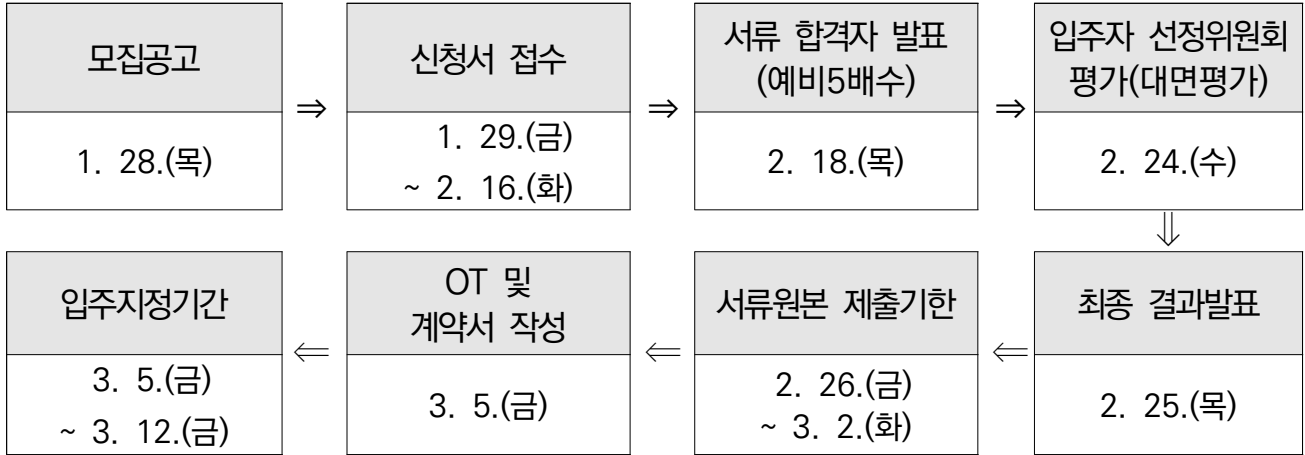 모집공고
1. 28.(목)
⇒
신청서 접수
1. 29.(금)
~ 2. 16.(화)
⇒
서류 합격자 발표
(예비5배수)
2. 18.(목)
⇒
입주자 선정위원회
평가(대면평가)
2. 24.(수)
⇓
최종 결과발표
2. 25.(목)
⇐
서류원본 제출기한
2. 26.(금)
~ 3. 2.(화)
⇐
OT 및
계약서 작성
3. 5.(금)
⇐
입주지정기간
3. 5.(금)
~ 3. 12.(금)